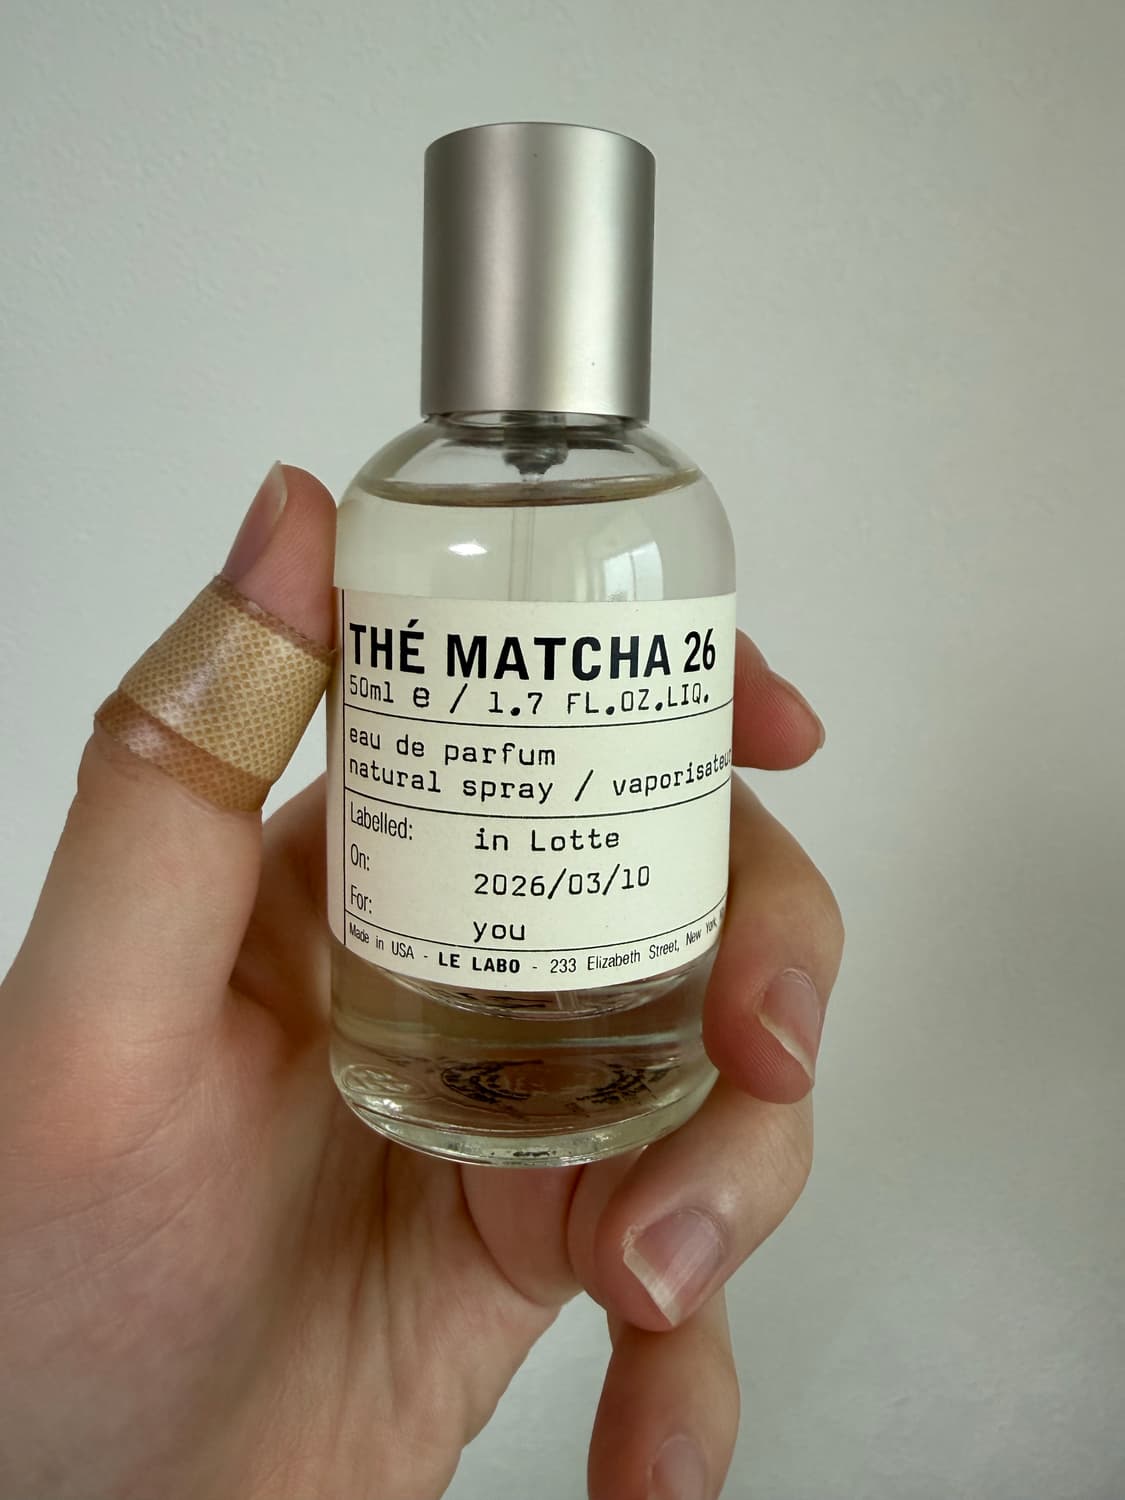 THÉ MATCHA 26
50ml e / 1.7 FL.OZ.LIQ.
eau de parfum
natural spray / vaporisateur
Labelled: in Lotte
On: 2026/03/10
For: you
Made in USA - LE LABO - 233 Elizabeth Street, New York,